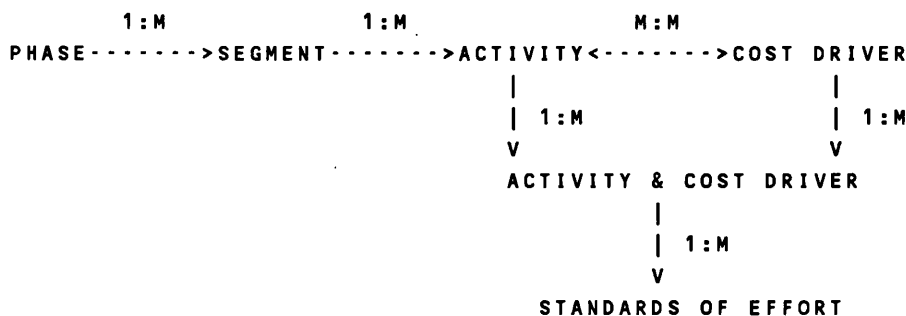 1:M 1:M M:M
PHASE------->SEGMENT------->ACTIVITY<------->COST DRIVER
| |
| 1:M | 1:M
V V
ACTIVITY & COST DRIVER
|
| 1:M
V
STANDARDS OF EFFORT